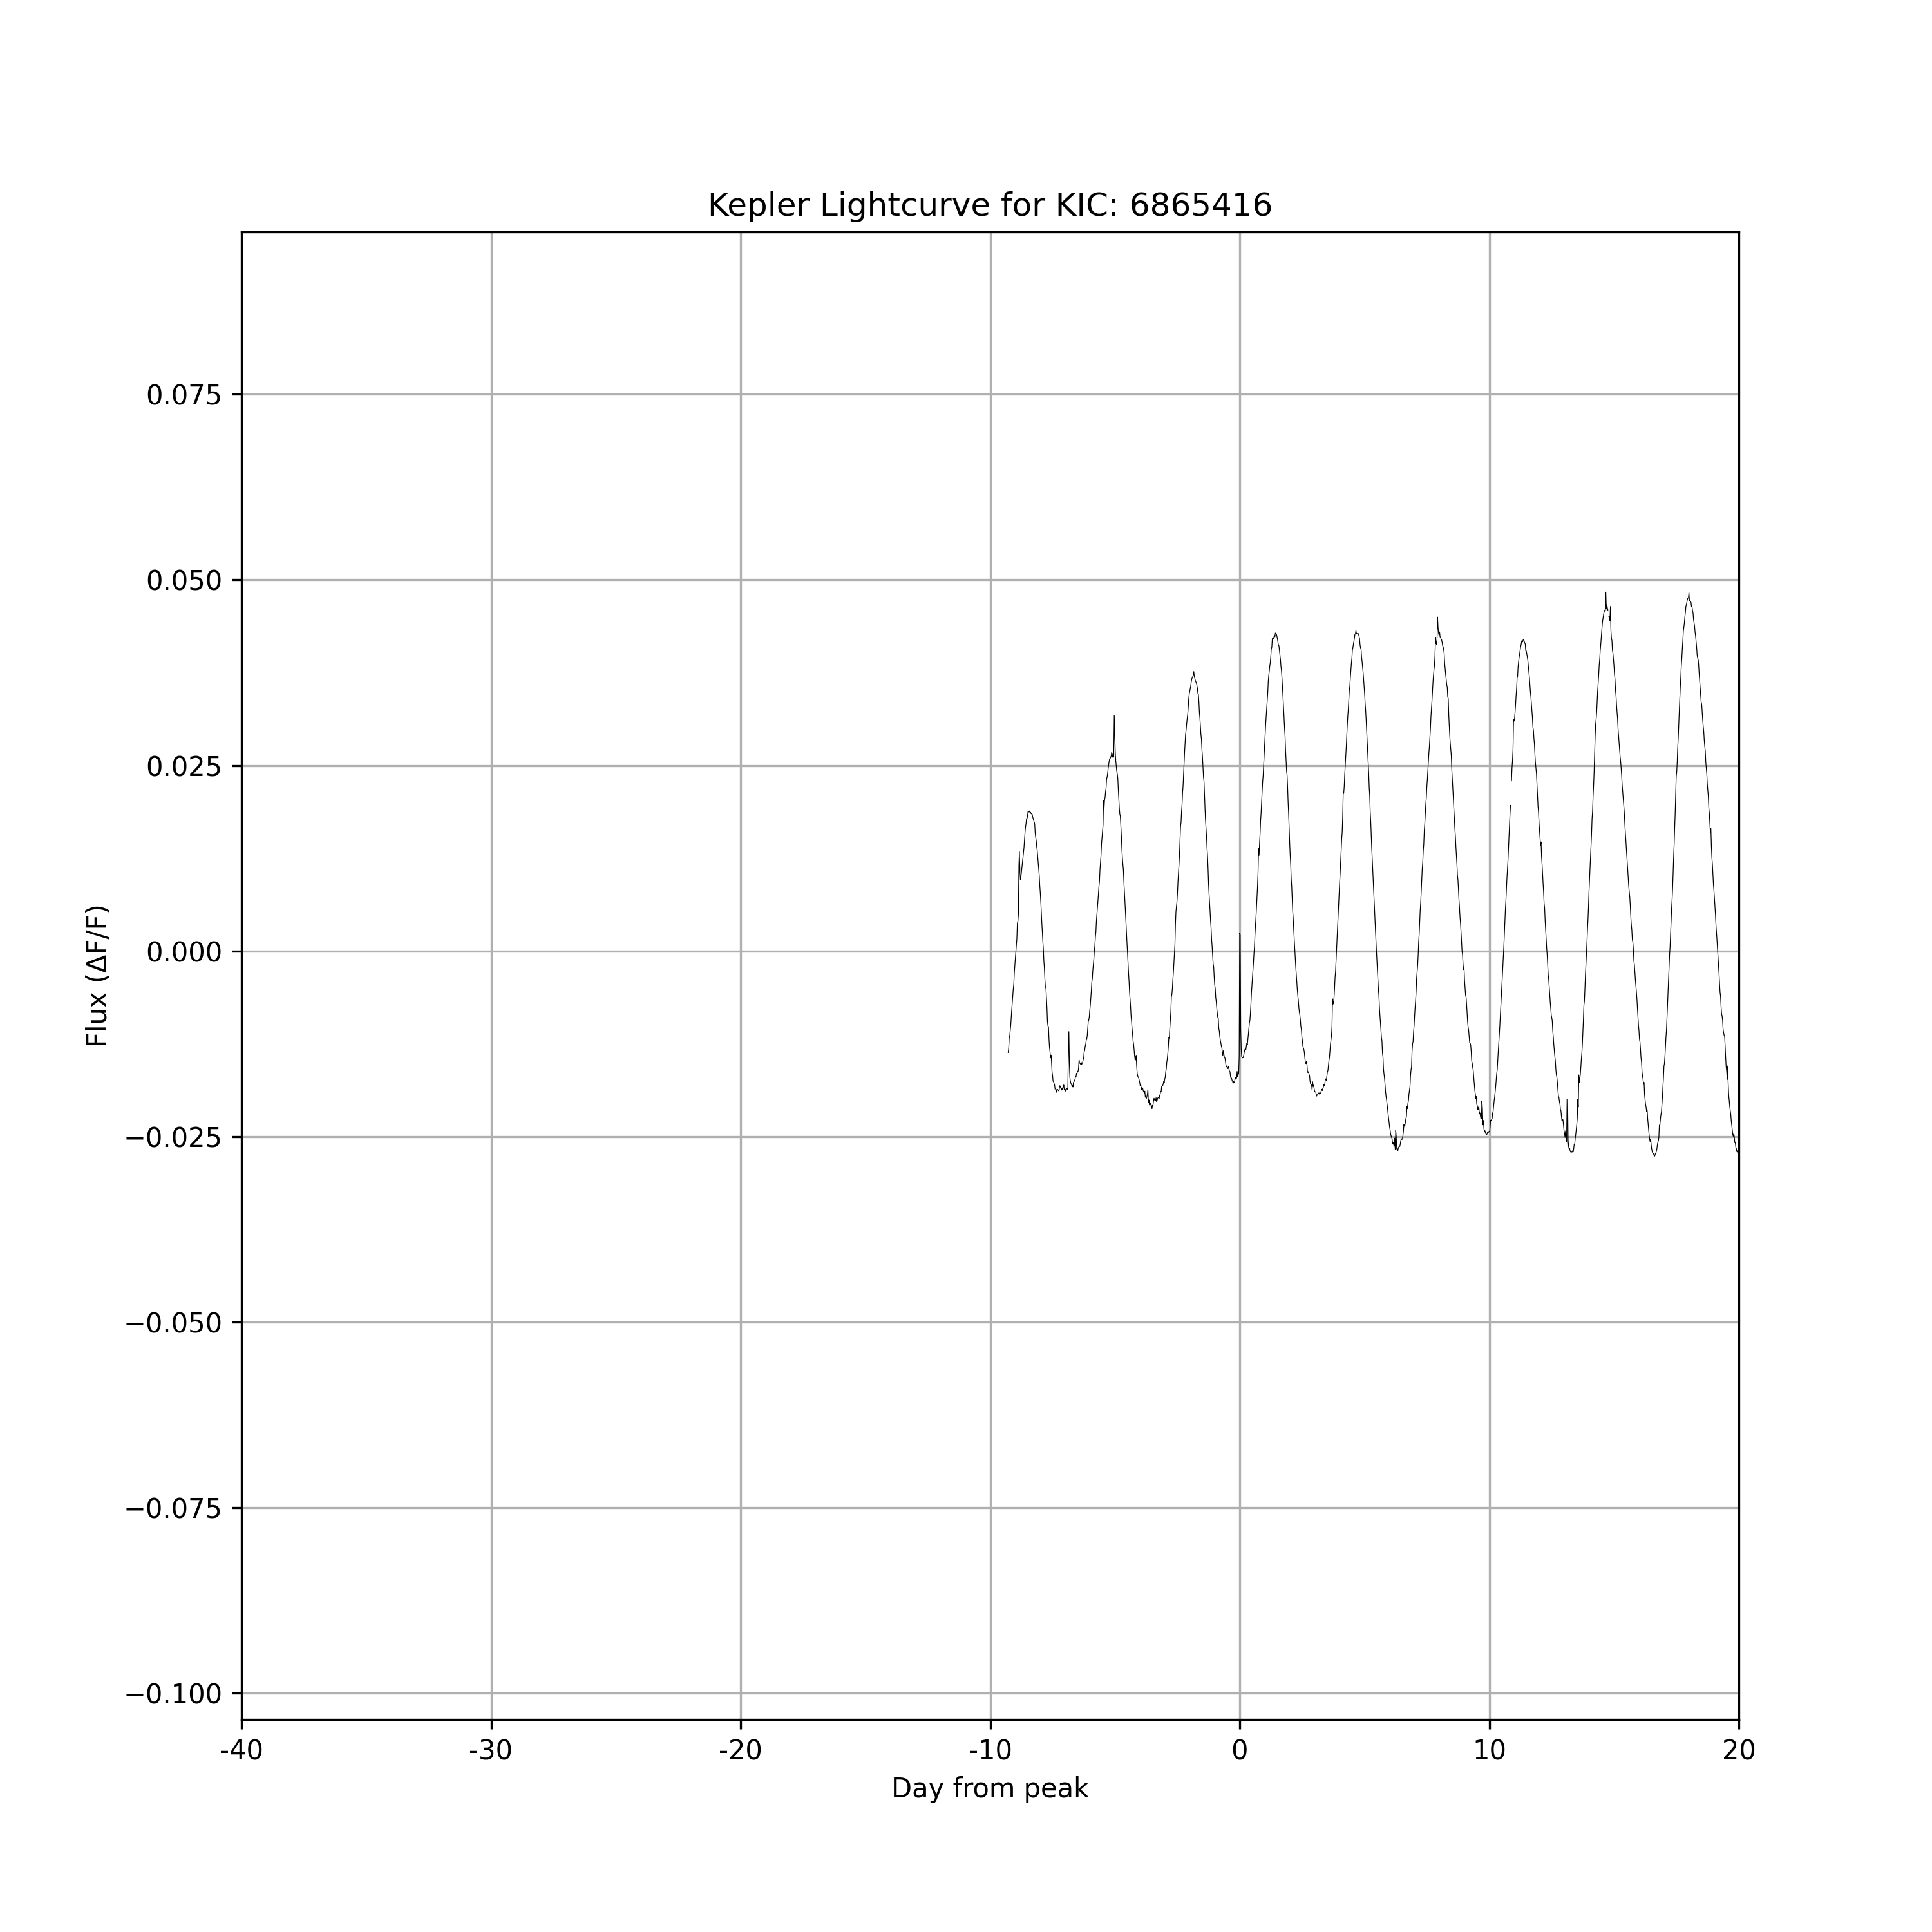 Kepler Lightcurve for KIC: 6865416
0.075
0.050
0.025
0.000
−0.025
−0.050
−0.075
−0.100
Flux (ΔF/F)
-40 -30 -20 -10 0 10 20
Day from peak